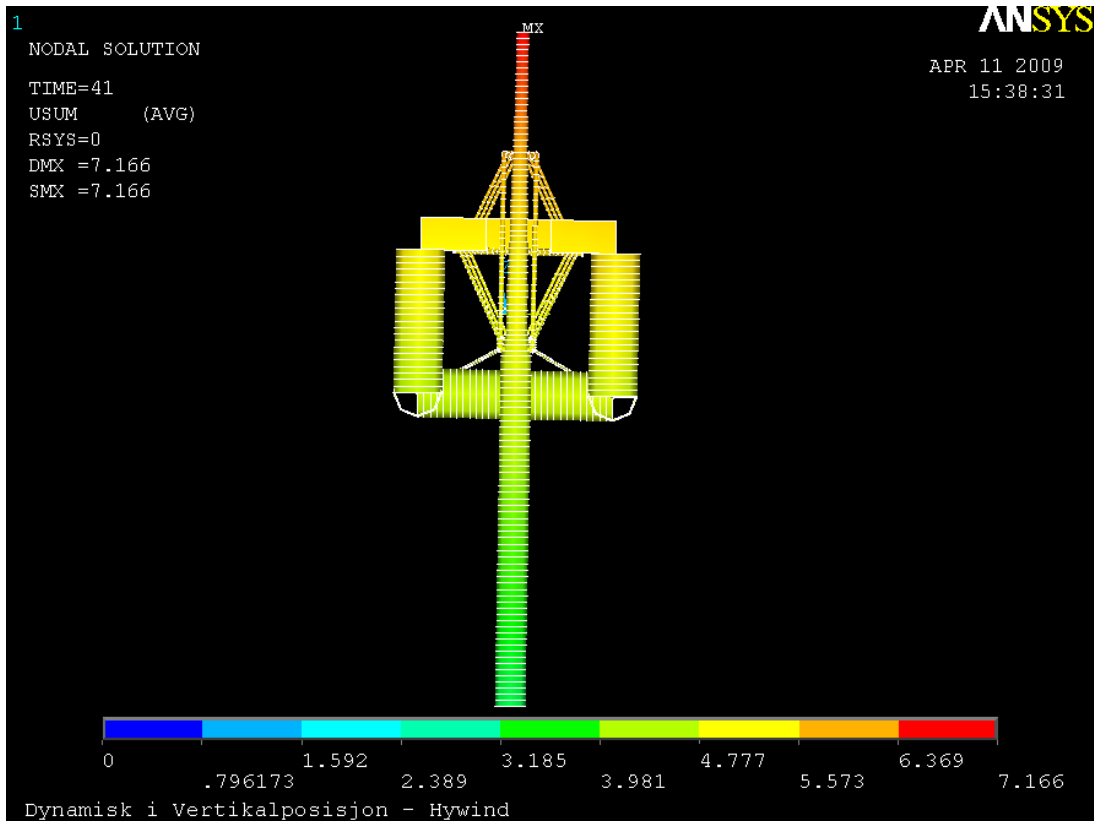 1
ANSYS
NODAL SOLUTION
APR 11 2009
15:38:31
TIME=41
USUM (AVG)
RSYS=0
DMX =7.166
SMX =7.166
MX
0 1.592 3.185 4.777 6.369
.796173 2.389 3.981 5.573 7.166
Dynamisk i Vertikalposisjon - Hywind